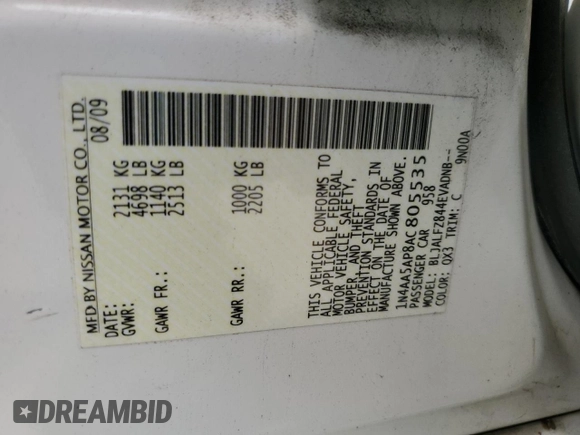 MFD BY NISSAN MOTOR CO., LTD.
DATE: 08/09
GVWR: 2131 KG
4698 LB
GAWR FR.: 1140 KG
2513 LB
GAWR RR.: 1000 KG
2205 LB
THIS VEHICLE CONFORMS TO
ALL APPLICABLE FEDERAL
MOTOR VEHICLE SAFETY,
BUMPER, AND THEFT
PREVENTION STANDARDS IN
EFFECT ON THE DATE OF
MANUFACTURE SHOWN ABOVE.
1N4AA5AP8AC805535
PASSENGER CAR 958
MODEL: BLJALFZ844EVADNB--
COLOR: QX3 TRIM: C 9N00A
DREAMBID
DREAMBID.COM